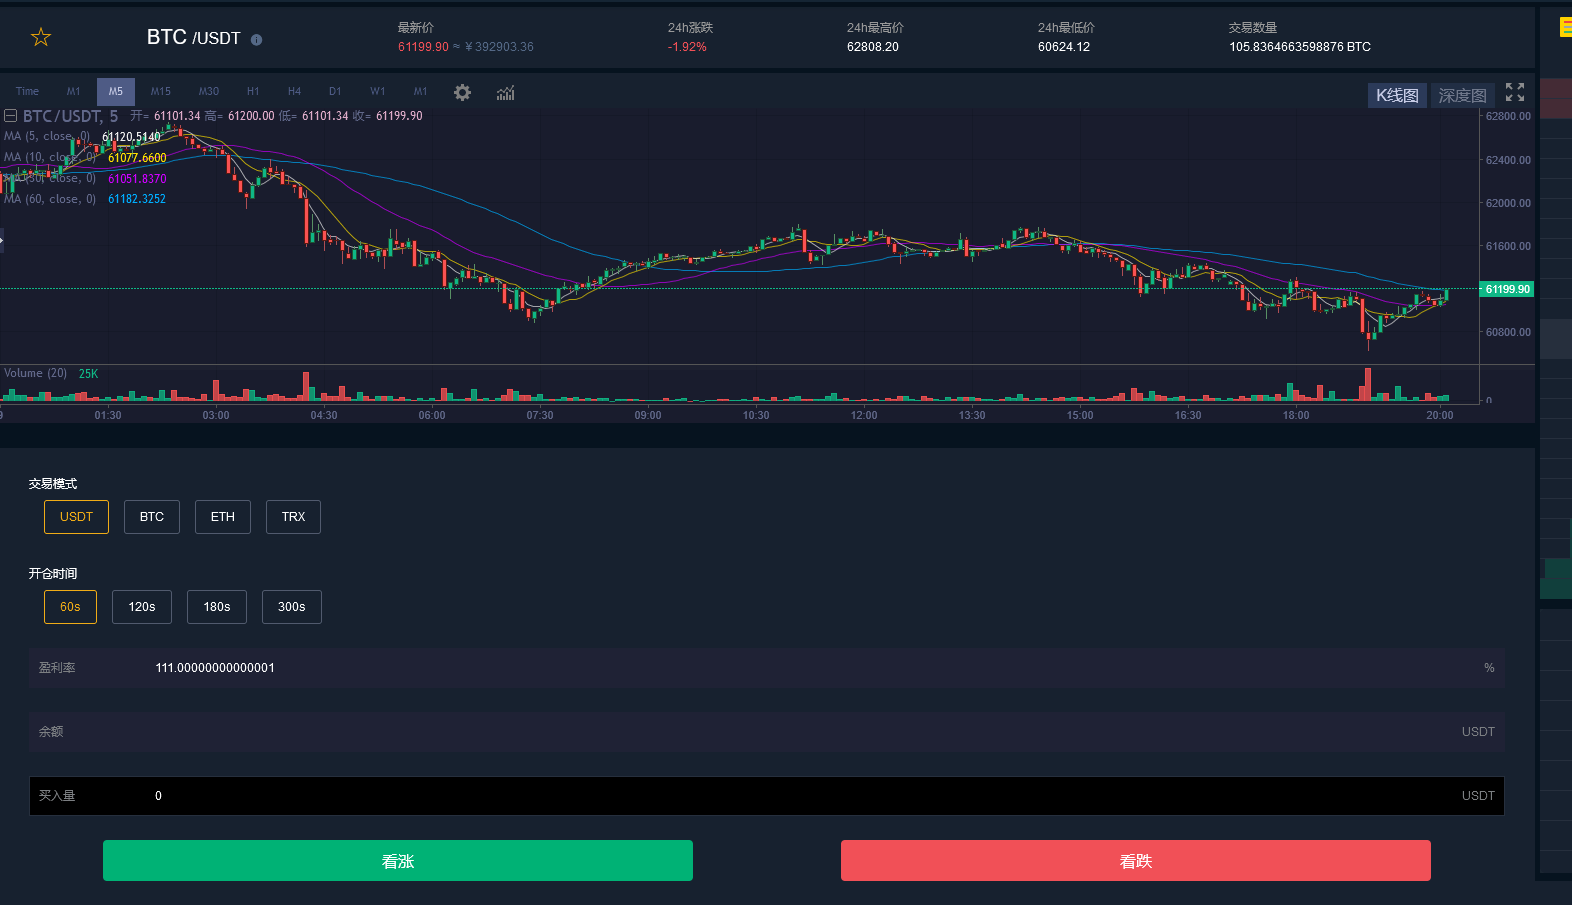 最新价 24h涨跌 24h最高价 24h最低价 交易数量
BTC /USDT 61199.90 ≈ ¥ 392903.36 -1.92% 62808.20 60624.12 105.8364663598876 BTC
Time M1 M5 M15 M30 H1 H4 D1 W1 M1 K线图 深度图
BTC/USDT, 5 开= 61101.34 高= 61200.00 低= 61101.34 收= 61199.90
MA (5, close, 0) 61120.5140
MA (10, close, 0) 61077.6600
MA (30, close, 0) 61051.8370
MA (60, close, 0) 61182.3252
62800.00
62400.00
62000.00
61600.00
61199.90
60800.00
Volume (20) 25K
0
9 01:30 03:00 04:30 06:00 07:30 09:00 10:30 12:00 13:30 15:00 16:30 18:00 20:00
交易模式
USDT BTC ETH TRX
开仓时间
60s 120s 180s 300s
盈利率 111.00000000000001 %
余额 USDT
买入量 0 USDT
看涨 看跌